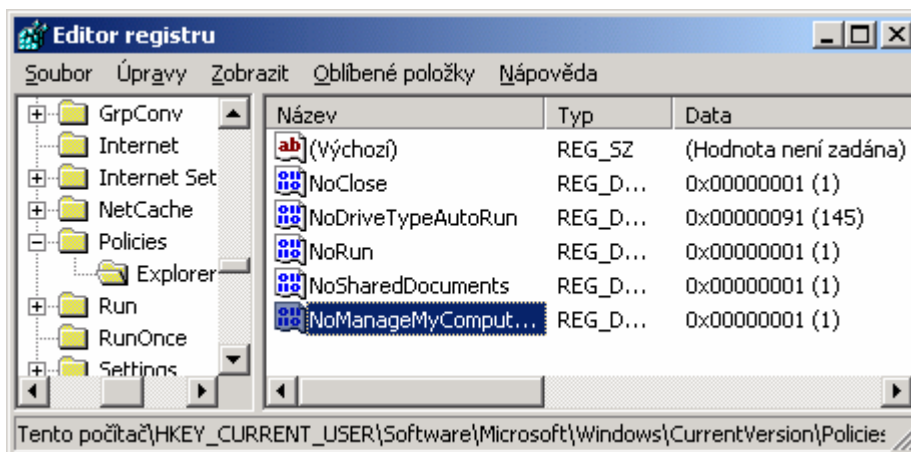 Editor registru
Soubor Úpravy Zobrazit Oblíbené položky Nápověda
GrpConv
Internet
Internet Set
NetCache
Policies
Explorer
Run
RunOnce
Settings
Název Typ Data
(Výchozí) REG_SZ (Hodnota není zadána)
NoClose REG_D... 0x00000001 (1)
NoDriveTypeAutoRun REG_D... 0x00000091 (145)
NoRun REG_D... 0x00000001 (1)
NoSharedDocuments REG_D... 0x00000001 (1)
NoManageMyComput... REG_D... 0x00000001 (1)
Tento počítač\HKEY_CURRENT_USER\Software\Microsoft\Windows\CurrentVersion\Policies